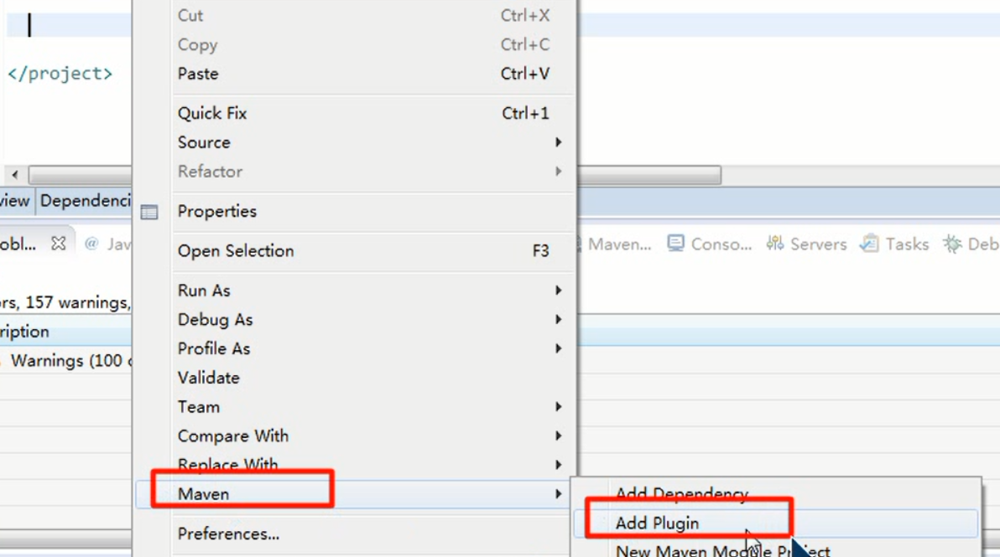 Cut Ctrl+X
Copy Ctrl+C
Paste Ctrl+V
</project>
Quick Fix Ctrl+1
Source
Refactor
Properties
Open Selection F3
Run As
Debug As
Profile As
Validate
Team
Compare With
Replace With
Maven
Preferences...
Add Dependency
Add Plugin
New Maven Module Project
view Dependenci
obl... @ Jav
Maven... Conso... Servers Tasks Deb
rs, 157 warnings,
ription
Warnings (100 o